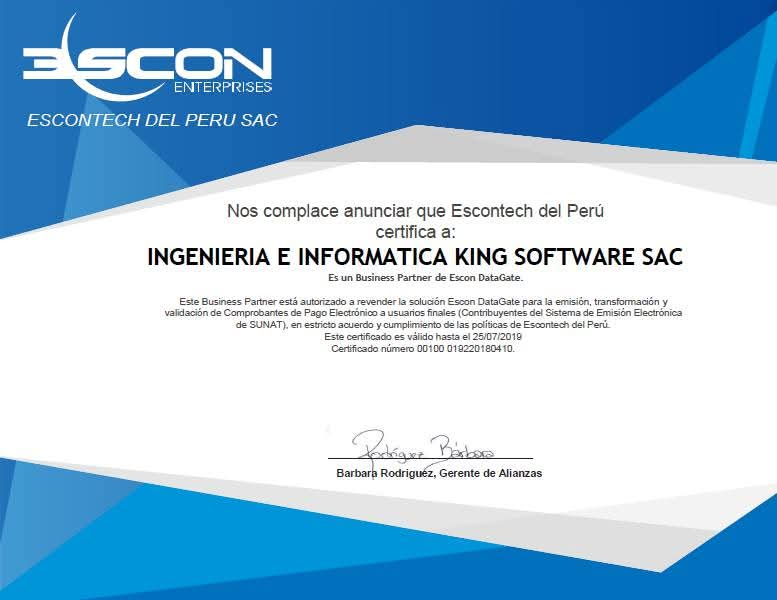 ESCON
ENTERPRISES
ESCONTECH DEL PERU SAC
Nos complace anunciar que Escontech del Perú
certifica a:
INGENIERIA E INFORMATICA KING SOFTWARE SAC
Es un Business Partner de Escon DataGate.
Este Business Partner está autorizado a revender la solución Escon DataGate para la emisión, transformación y
validación de Comprobantes de Pago Electrónico a usuarios finales (Contribuyentes del Sistema de Emisión Electrónica
de SUNAT), en estricto acuerdo y cumplimiento de las políticas de Escontech del Perú.
Este certificado es válido hasta el 25/07/2019
Certificado número 00100 019220180410.
Rodríguez Bárbara
Barbara Rodriguez, Gerente de Alianzas